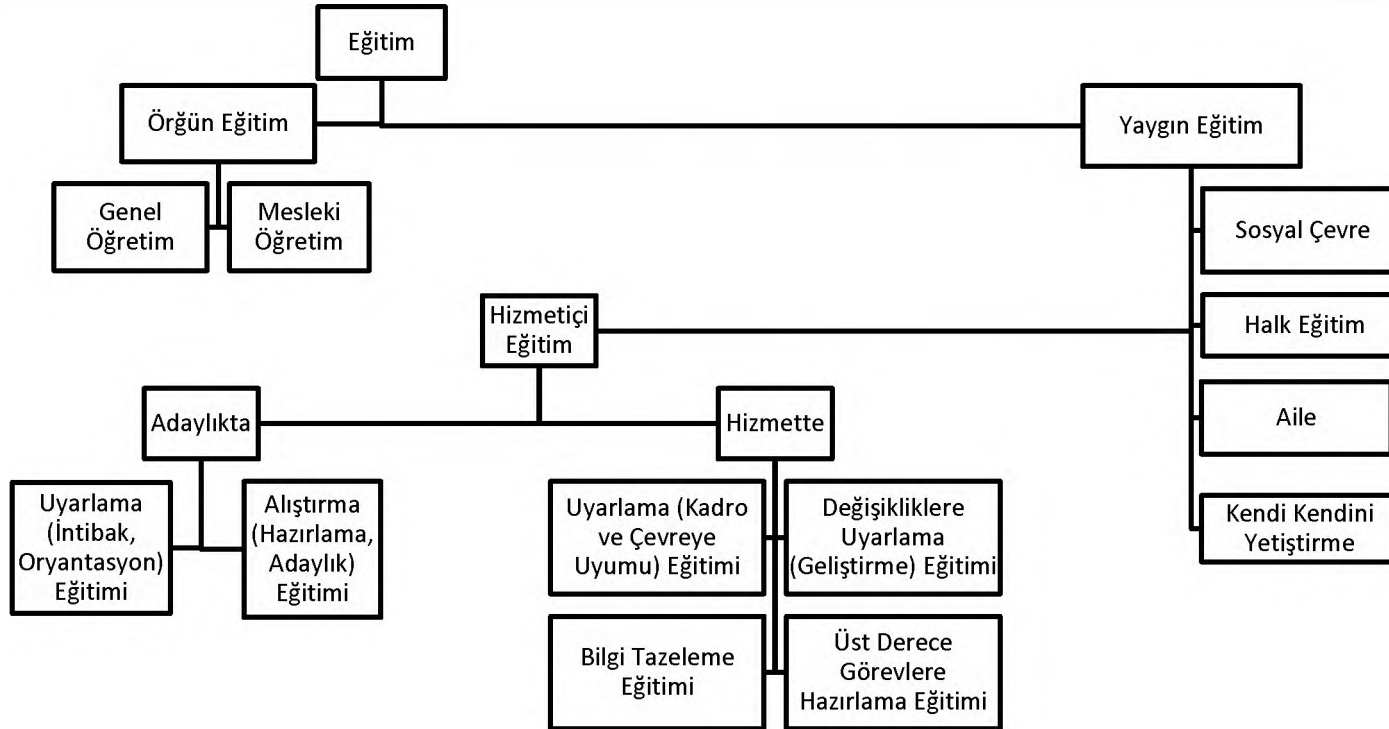 Eğitim
Örğün Eğitim
Yaygın Eğitim
Genel
Öğretim
Mesleki
Öğretim
Sosyal Çevre
Hizmetiçi
Eğitim
Halk Eğitim
Adaylıkta
Hizmette
Aile
Uyarlama
(İntibak,
Oryantasyon)
Eğitimi
Alıştırma
(Hazırlama,
Adaylık)
Eğitimi
Uyarlama (Kadro
ve Çevreye
Uyumu) Eğitimi
Değişikliklere
Uyarlama
(Geliştirme) Eğitimi
Kendi Kendini
Yetiştirme
Bilgi Tazeleme
Eğitimi
Üst Derece
Görevlere
Hazırlama Eğitimi